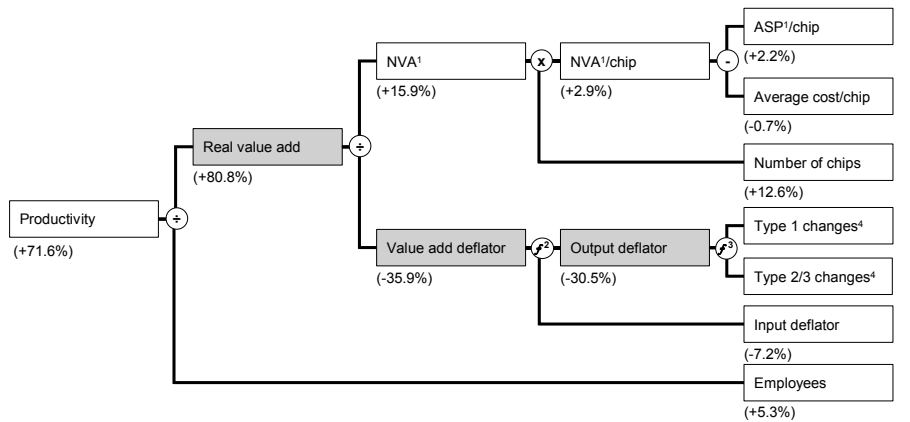 ASP¹/chip
(+2.2%)
NVA¹
(+15.9%)
x
NVA¹/chip
(+2.9%)
-
Average cost/chip
(-0.7%)
Real value add
(+80.8%)
÷
Number of chips
(+12.6%)
Productivity
(+71.6%)
÷
Value add deflator
(-35.9%)
f²
Output deflator
(-30.5%)
f³
Type 1 changes⁴
Type 2/3 changes⁴
Input deflator
(-7.2%)
Employees
(+5.3%)